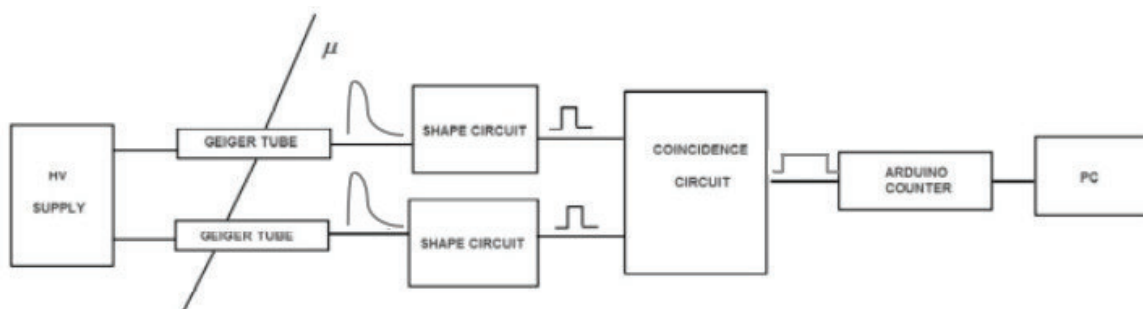 μ
GEIGER TUBE
SHAPE CIRCUIT
HV
SUPPLY
COINCIDENCE
CIRCUIT
ARDUINO
COUNTER
PC
GEIGER TUBE
SHAPE CIRCUIT